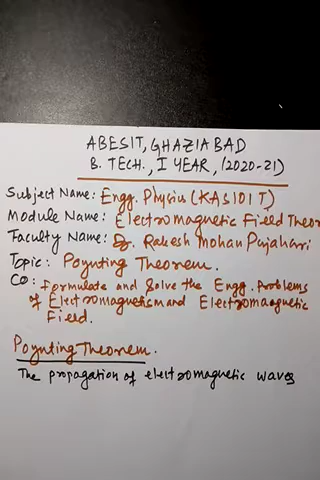 ABESIT, GHAZIABAD
B. TECH., I YEAR, (2020-21)
Subject Name: Engg. Physics (KAS101T)
Module Name: Electromagnetic Field Theor
Faculty Name: Dr. Rakesh Mohan Pujahari
Topic: Poynting Theorem.
CO: Formulate and Solve the Engg. Problems
of Electromagnetism and Electromagnetic
Field.
Poynting Theorem.
The propagation of electromagnetic waves